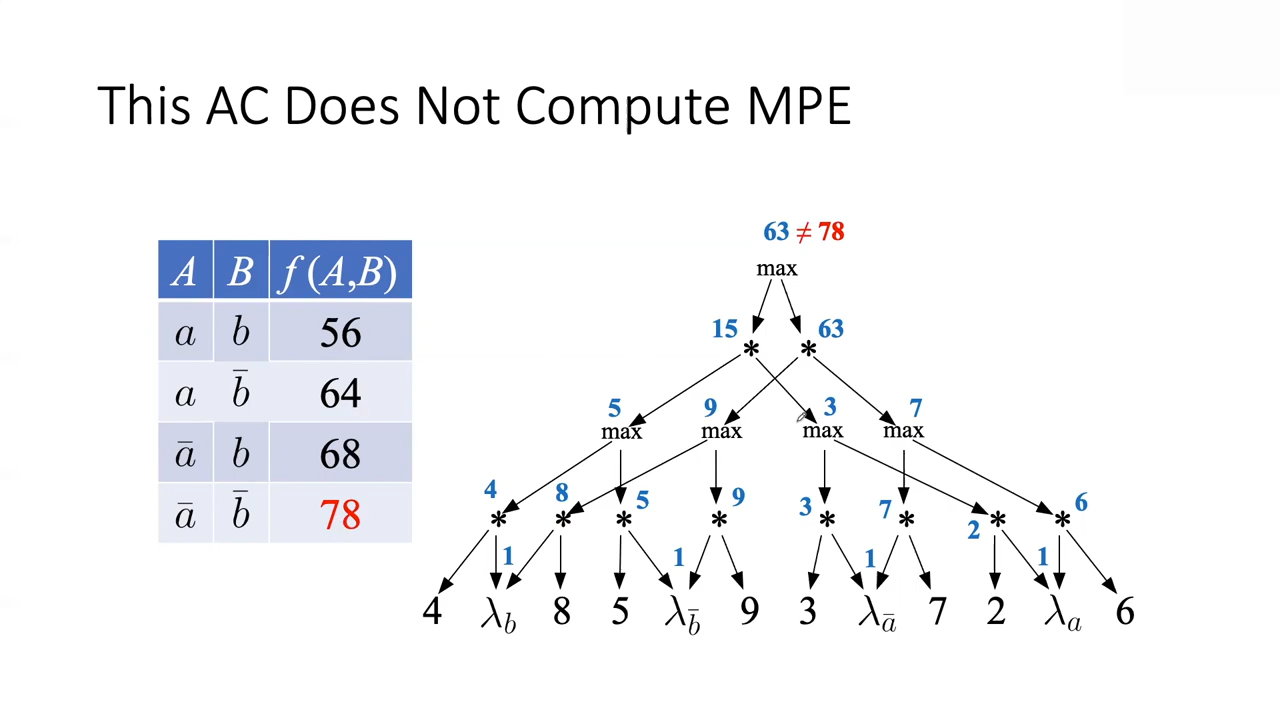 This AC Does Not Compute MPE
63 ≠ 78
max
A B f (A,B)
a b 56
a b̄ 64
ā b 68
ā b̄ 78
15 * * 63
5 9 3 7
max max max max
4 8 5 9 3 7 2 6
* * * * * * * *
1 1 1 1
4 λb 8 5 λb̄ 9 3 λā 7 2 λa 6